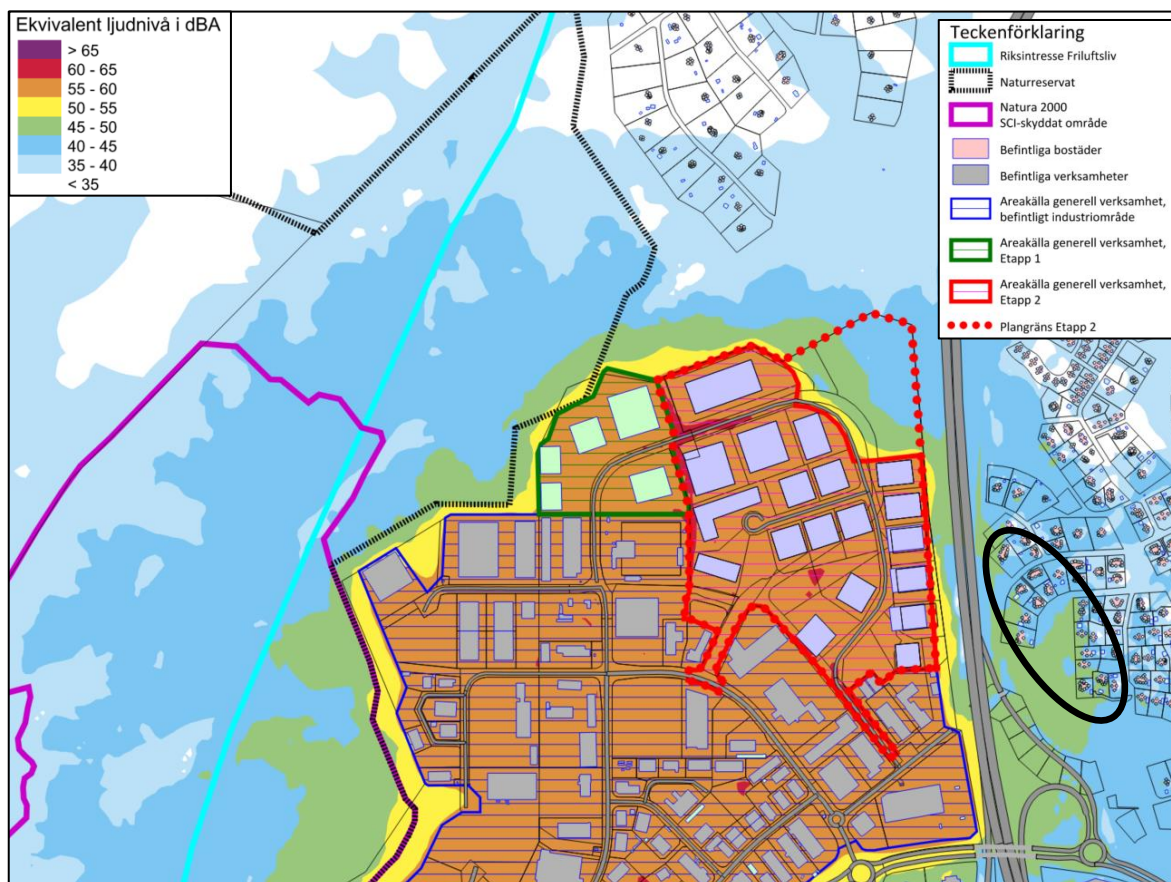 Ekvivalent ljudnivå i dBA
> 65
60 - 65
55 - 60
50 - 55
45 - 50
40 - 45
35 - 40
< 35
Teckenförklaring
Riksintresse Friluftsliv
Naturreservat
Natura 2000
SCI-skyddat område
Befintliga bostäder
Befintliga verksamheter
Areakälla generell verksamhet,
befintligt industriområde
Areakälla generell verksamhet,
Etapp 1
Areakälla generell verksamhet,
Etapp 2
Plangräns Etapp 2